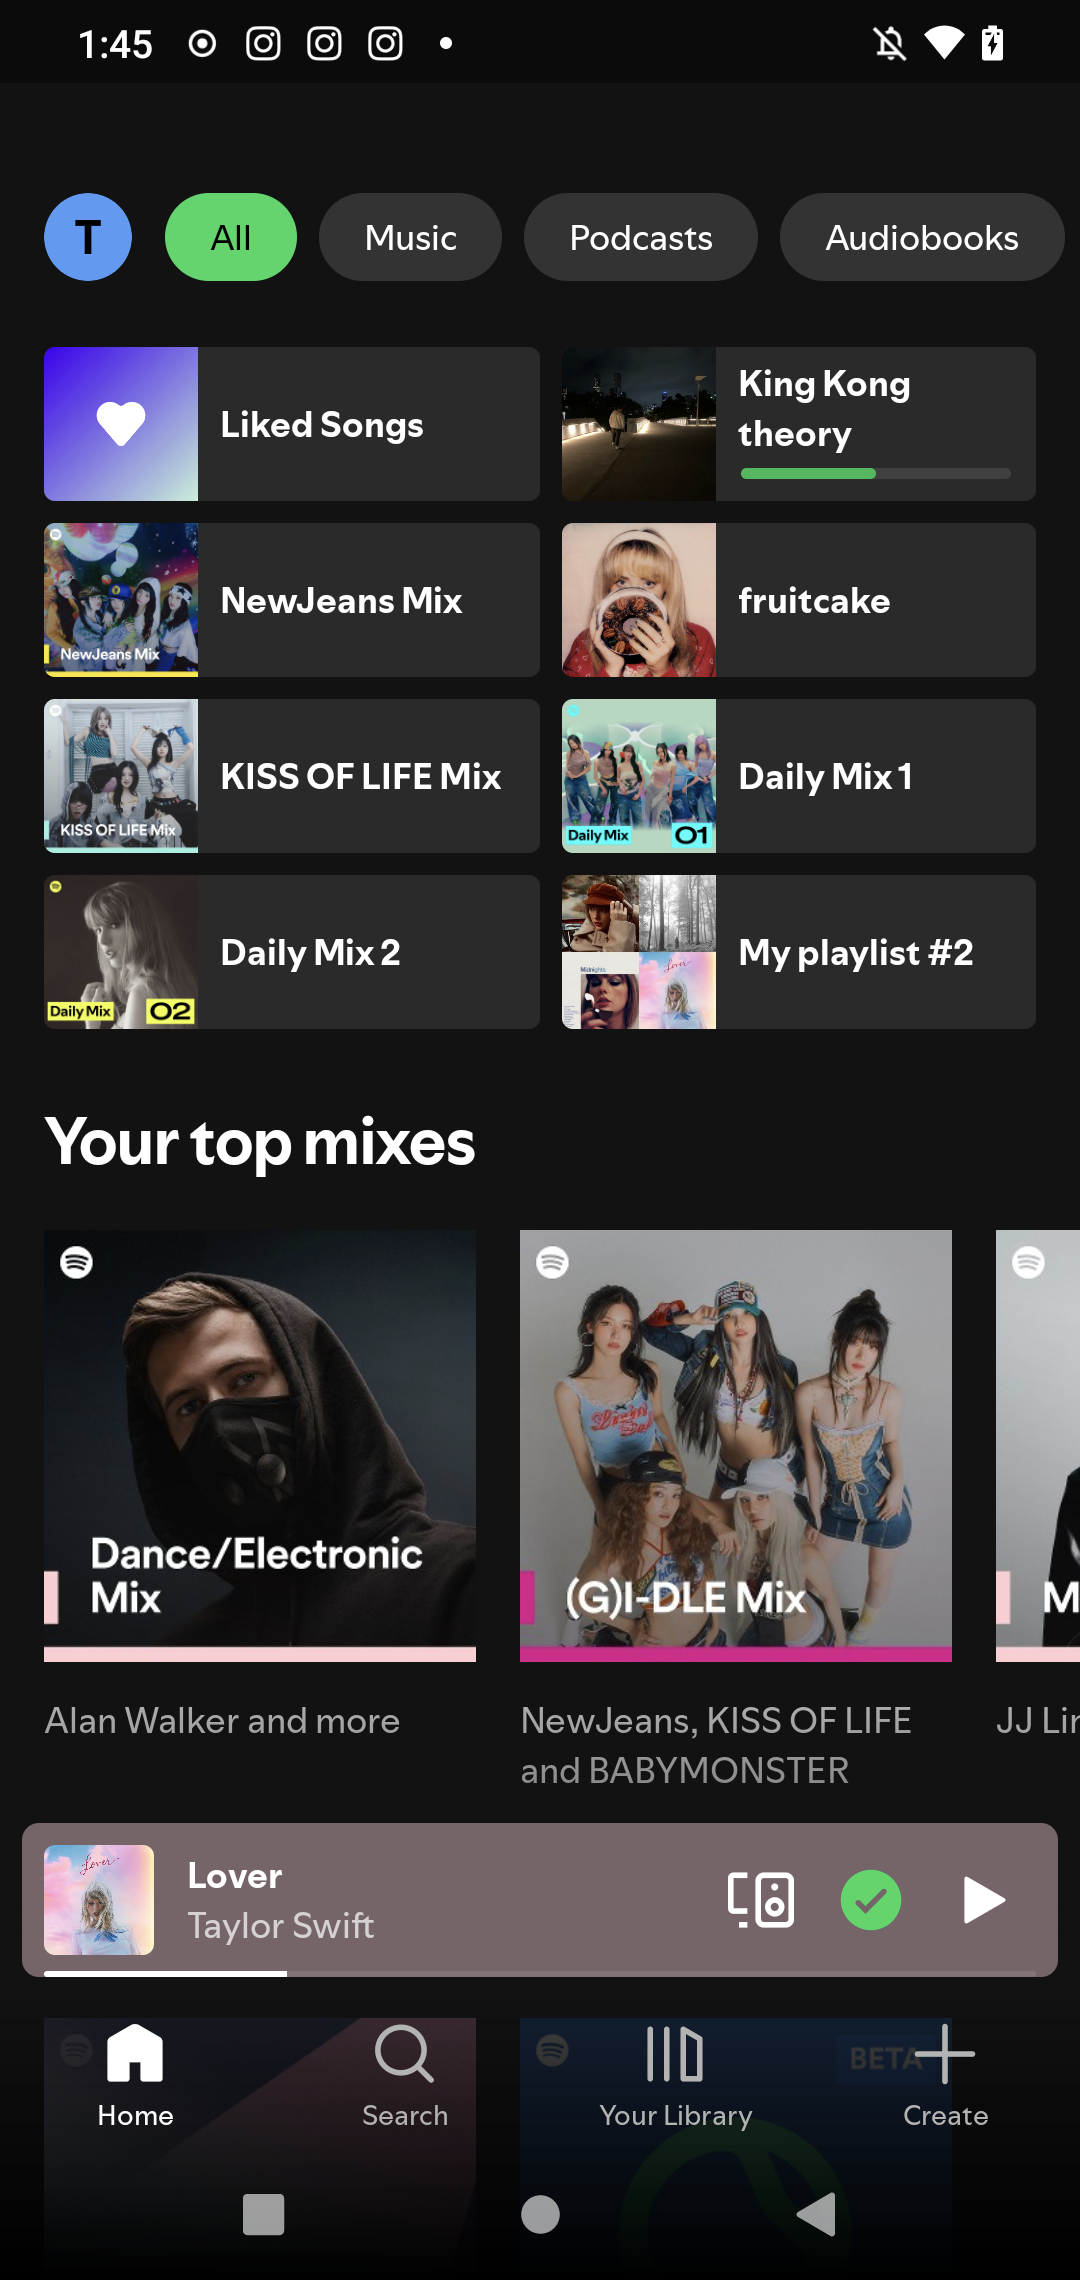 1:45
T
All
Music
Podcasts
Audiobooks
Liked Songs
King Kong
theory
NewJeans Mix
NewJeans Mix
fruitcake
KISS OF LIFE Mix
KISS OF LIFE Mix
Daily Mix
01
Daily Mix 1
Daily Mix
02
Daily Mix 2
Midnights
Lover
My playlist #2
Your top mixes
Dance/Electronic
Mix
(G)I-DLE Mix
M
Alan Walker and more
NewJeans, KISS OF LIFE
and BABYMONSTER
JJ Lin
Lover
Lover
Taylor Swift
BETA
Home
Search
Your Library
Create